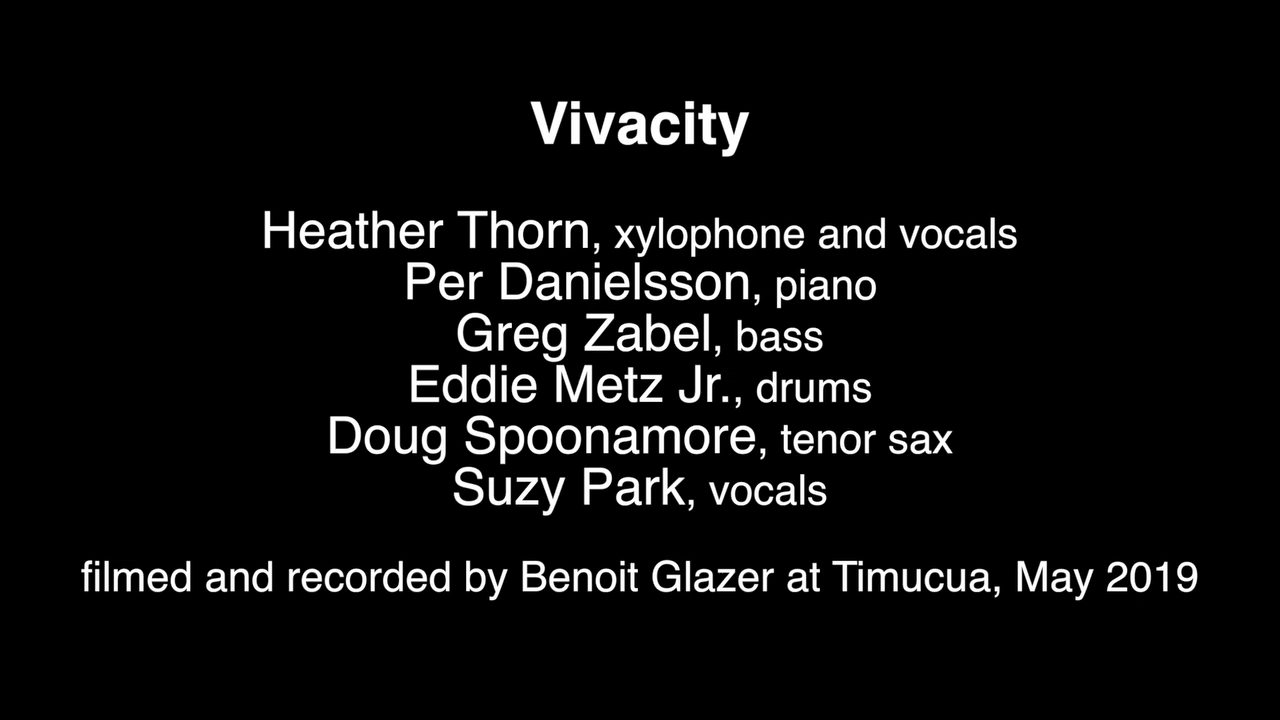 Vivacity
Heather Thorn, xylophone and vocals
Per Danielsson, piano
Greg Zabel, bass
Eddie Metz Jr., drums
Doug Spoonamore, tenor sax
Suzy Park, vocals
filmed and recorded by Benoit Glazer at Timucua, May 2019